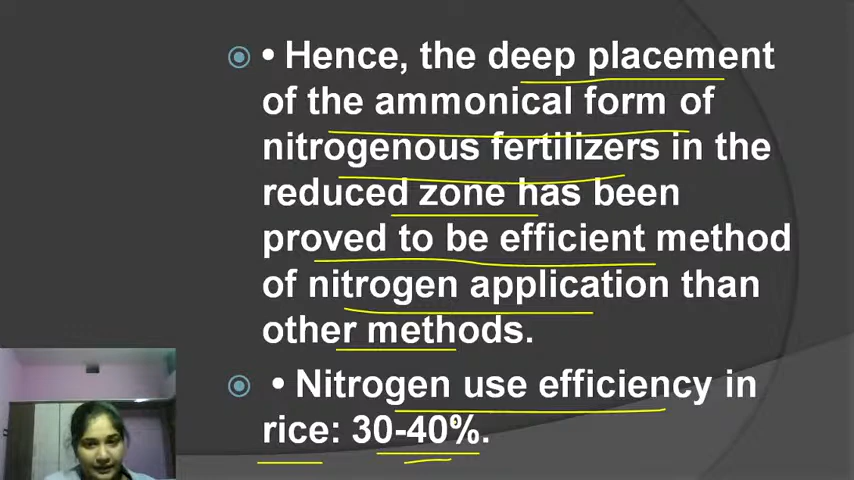 • Hence, the deep placement
of the ammonical form of
nitrogenous fertilizers in the
reduced zone has been
proved to be efficient method
of nitrogen application than
other methods.
• Nitrogen use efficiency in
rice: 30-40%.